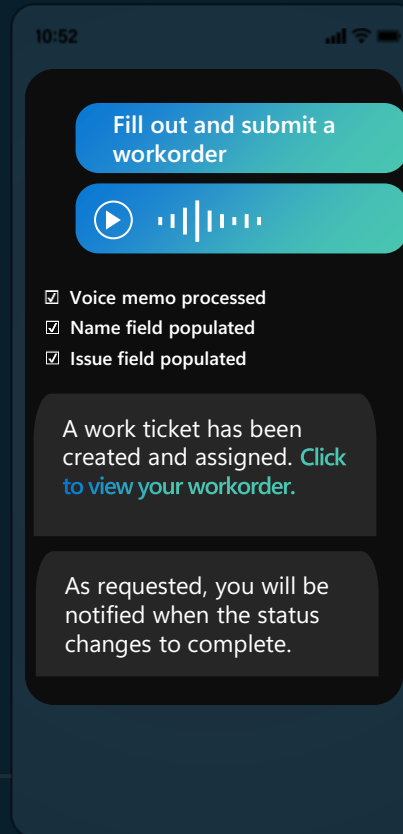 10:52
Fill out and submit a
workorder
Voice memo processed
Name field populated
Issue field populated
A work ticket has been
created and assigned. Click
to view your workorder.
As requested, you will be
notified when the status
changes to complete.